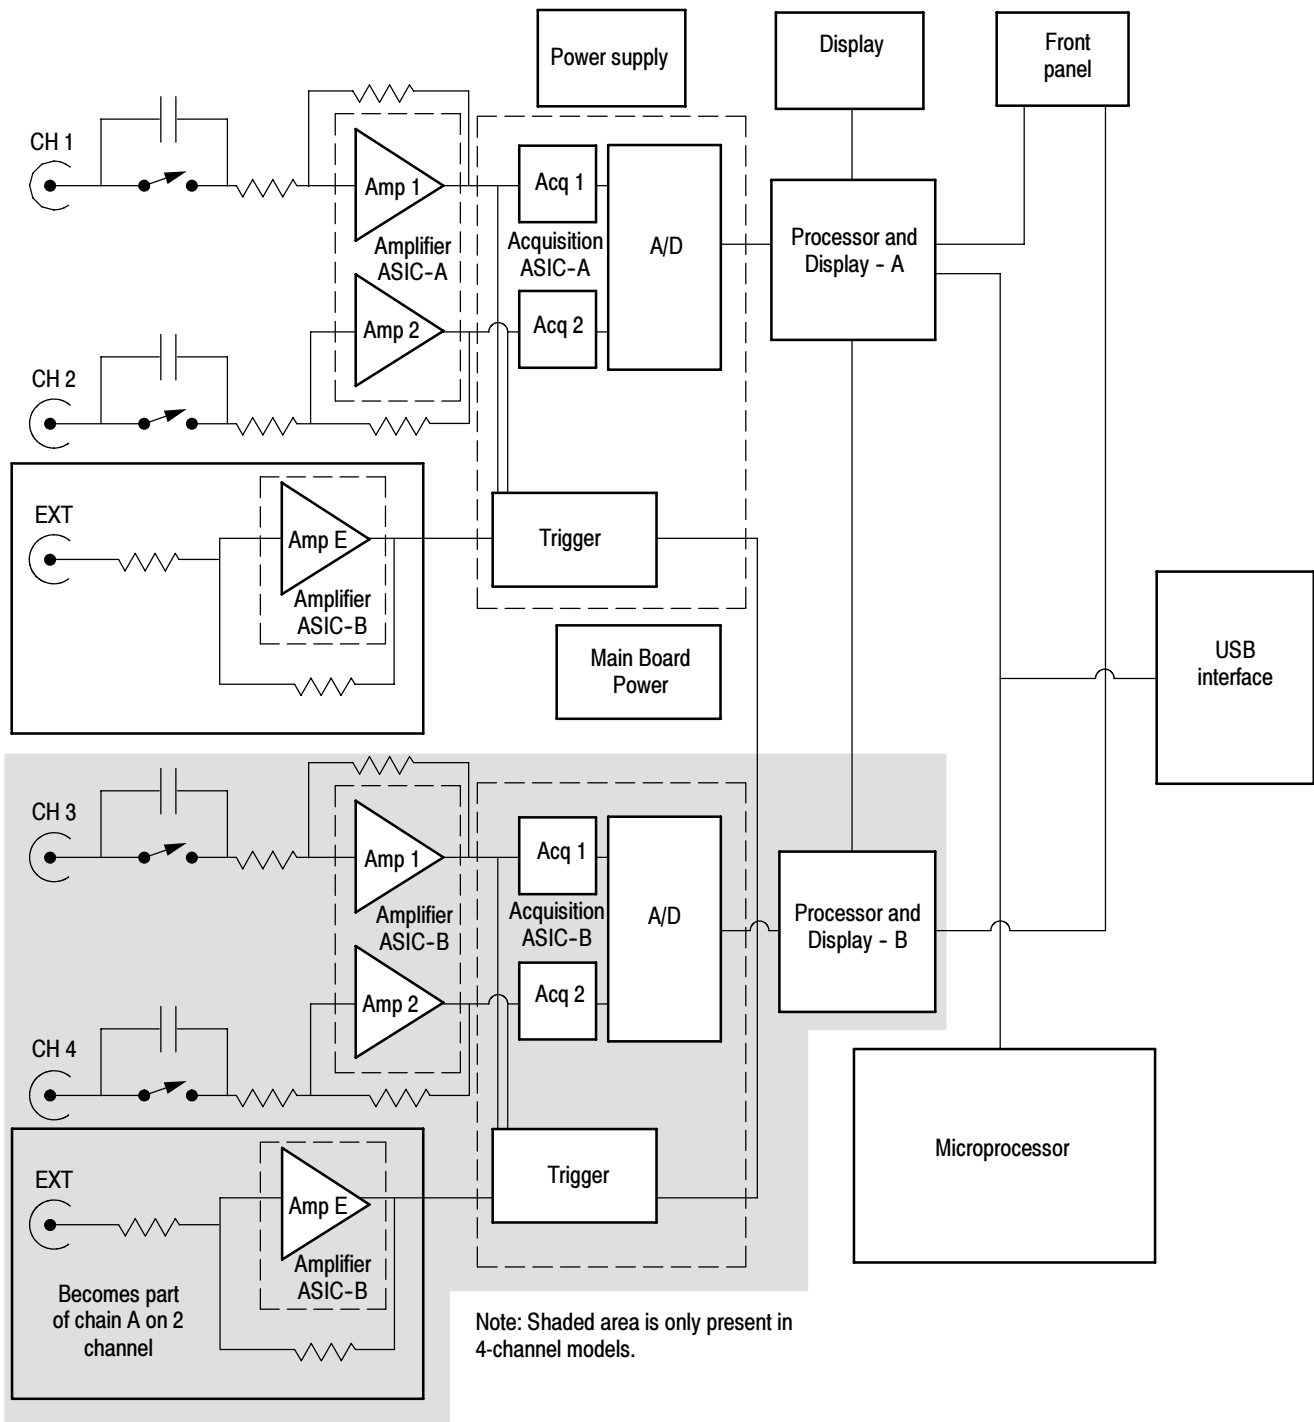 Power supply
Display
Front
panel
CH 1
Amp 1
Acq 1
Amplifier
ASIC-A
Acquisition
ASIC-A
A/D
Processor and
Display - A
Amp 2
Acq 2
CH 2
EXT
Amp E
Trigger
Amplifier
ASIC-B
Main Board
Power
USB
interface
CH 3
Amp 1
Acq 1
Amplifier
ASIC-B
Acquisition
ASIC-B
A/D
Processor and
Display - B
Amp 2
Acq 2
CH 4
Microprocessor
EXT
Amp E
Trigger
Amplifier
ASIC-B
Becomes part
of chain A on 2
channel
Note: Shaded area is only present in
4-channel models.